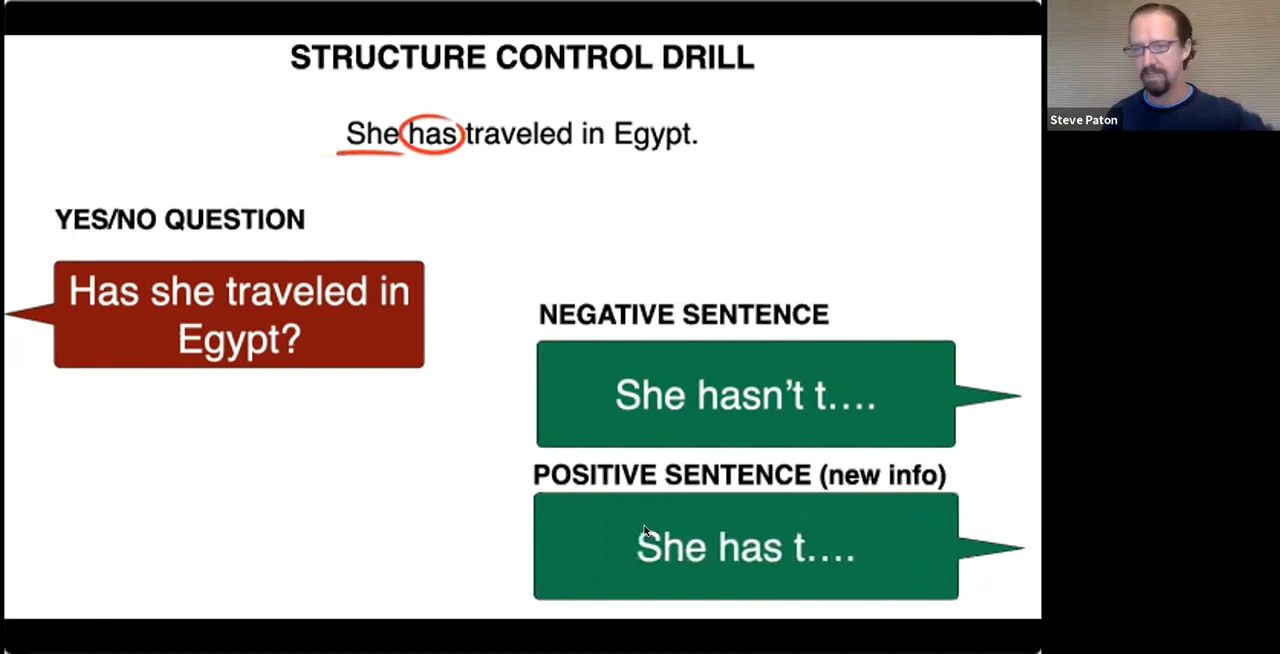 STRUCTURE CONTROL DRILL
She has traveled in Egypt.
YES/NO QUESTION
Has she traveled in
Egypt?
NEGATIVE SENTENCE
She hasn’t t....
POSITIVE SENTENCE (new info)
She has t....
Steve Paton